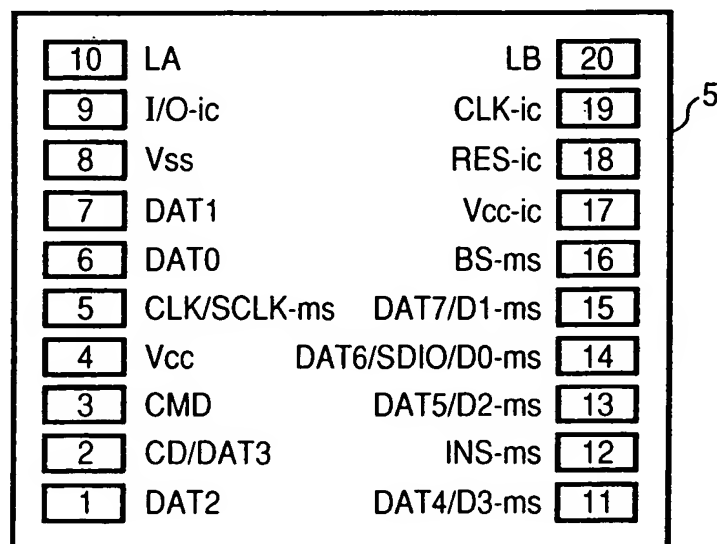 10 LA LB 20
9 I/O-ic CLK-ic 19
8 Vss RES-ic 18
7 DAT1 Vcc-ic 17
6 DAT0 BS-ms 16
5 CLK/SCLK-ms DAT7/D1-ms 15
4 Vcc DAT6/SDIO/D0-ms 14
3 CMD DAT5/D2-ms 13
2 CD/DAT3 INS-ms 12
1 DAT2 DAT4/D3-ms 11
5